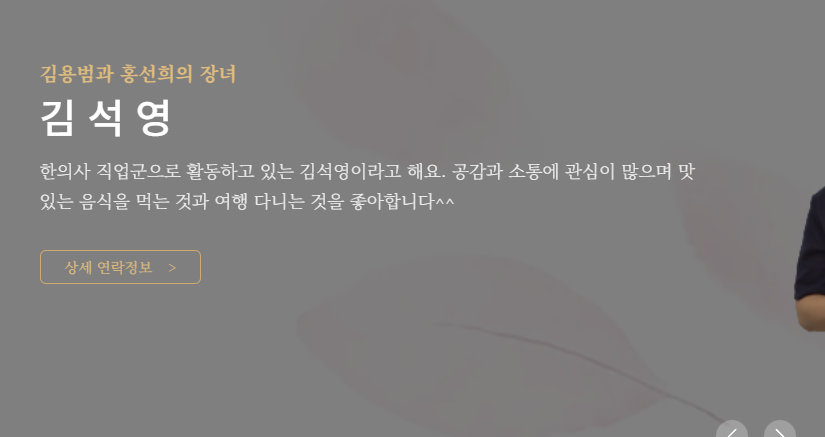 김용범과 홍선희의 장녀
김 석 영
한의사 직업군으로 활동하고 있는 김석영이라고 해요. 공감과 소통에 관심이 많으며 맛
있는 음식을 먹는 것과 여행 다니는 것을 좋아합니다^^
상세 연락정보 >